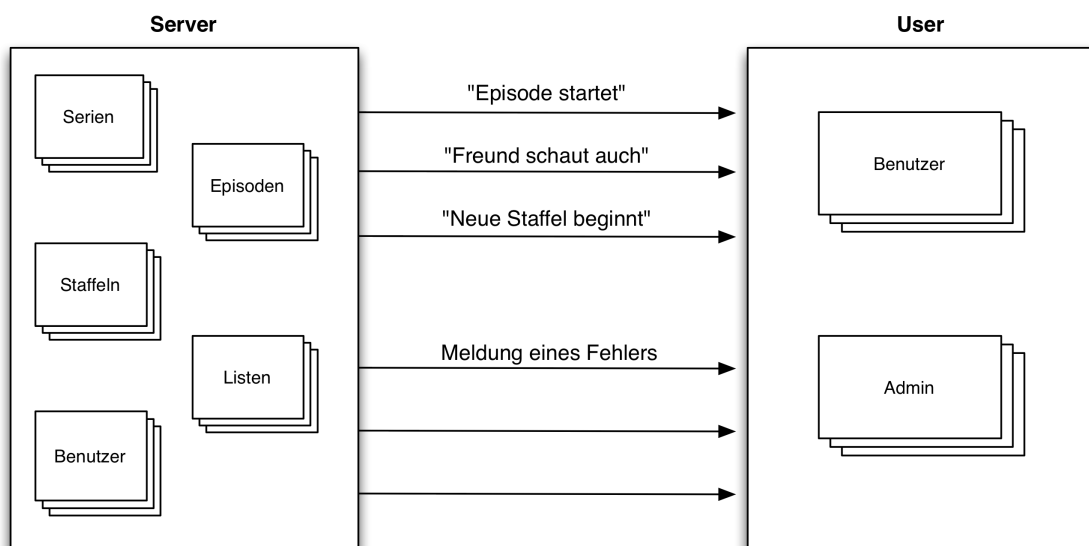 Server
User
Serien
Episoden
Staffeln
Listen
Benutzer
"Episode startet"
"Freund schaut auch"
"Neue Staffel beginnt"
Meldung eines Fehlers
Benutzer
Admin